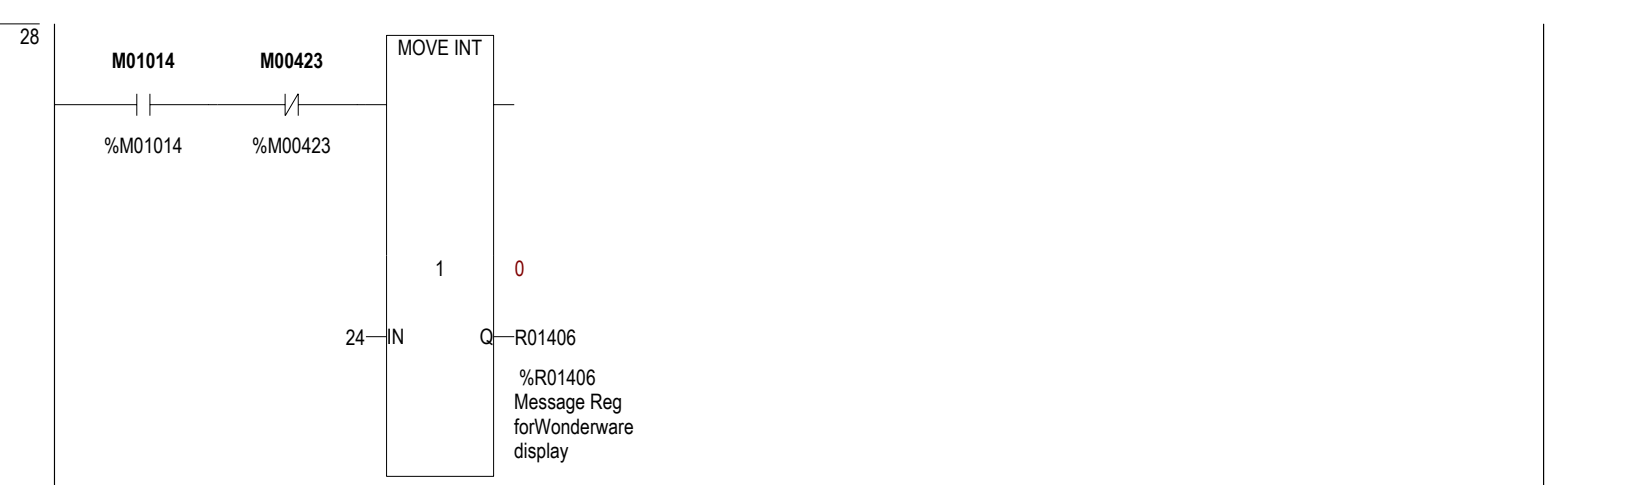 28
M01014 M00423 MOVE INT
%M01014 %M00423
1 0
24 IN Q R01406
%R01406
Message Reg
forWonderware
display